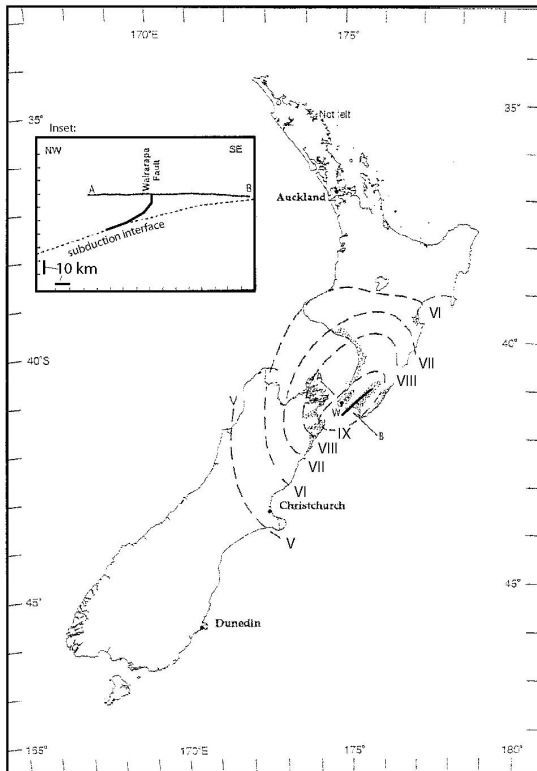 170°E
175°
35°
35°
Not felt
Inset:
NW
SE
Wairarapa
Fault
A
B
subduction interface
10 km
Auckland
VI
40°S
40°
VII
VIII
V
A
W
IX
B
VIII
VII
VI
Christchurch
V
45°
45°
Dunedin
165°
170°E
175°E
180°